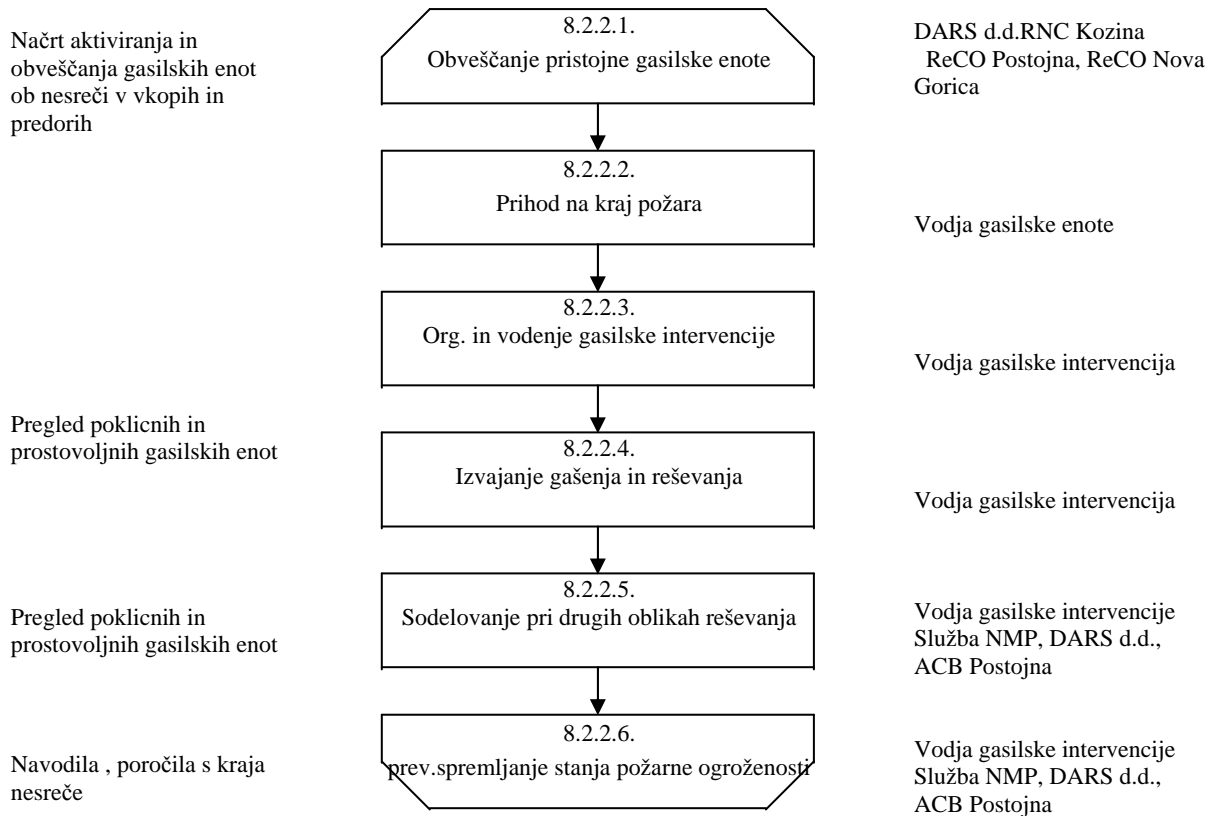 Načrt aktiviranja in
obveščanja gasilskih enot
ob nesreči v vkopih in
predorih
8.2.2.1.
Obveščanje pristojne gasilske enote
DARS d.d.RNC Kozina
ReCO Postojna, ReCO Nova
Gorica
8.2.2.2.
Prihod na kraj požara
Vodja gasilske enote
8.2.2.3.
Org. in vodenje gasilske intervencije
Vodja gasilske intervencija
Pregled poklicnih in
prostovoljnih gasilskih enot
8.2.2.4.
Izvajanje gašenja in reševanja
Vodja gasilske intervencija
Pregled poklicnih in
prostovoljnih gasilskih enot
8.2.2.5.
Sodelovanje pri drugih oblikah reševanja
Vodja gasilske intervencije
Služba NMP, DARS d.d.,
ACB Postojna
Navodila , poročila s kraja
nesreče
8.2.2.6.
prev.spremljanje stanja požarne ogroženosti
Vodja gasilske intervencije
Služba NMP, DARS d.d.,
ACB Postojna